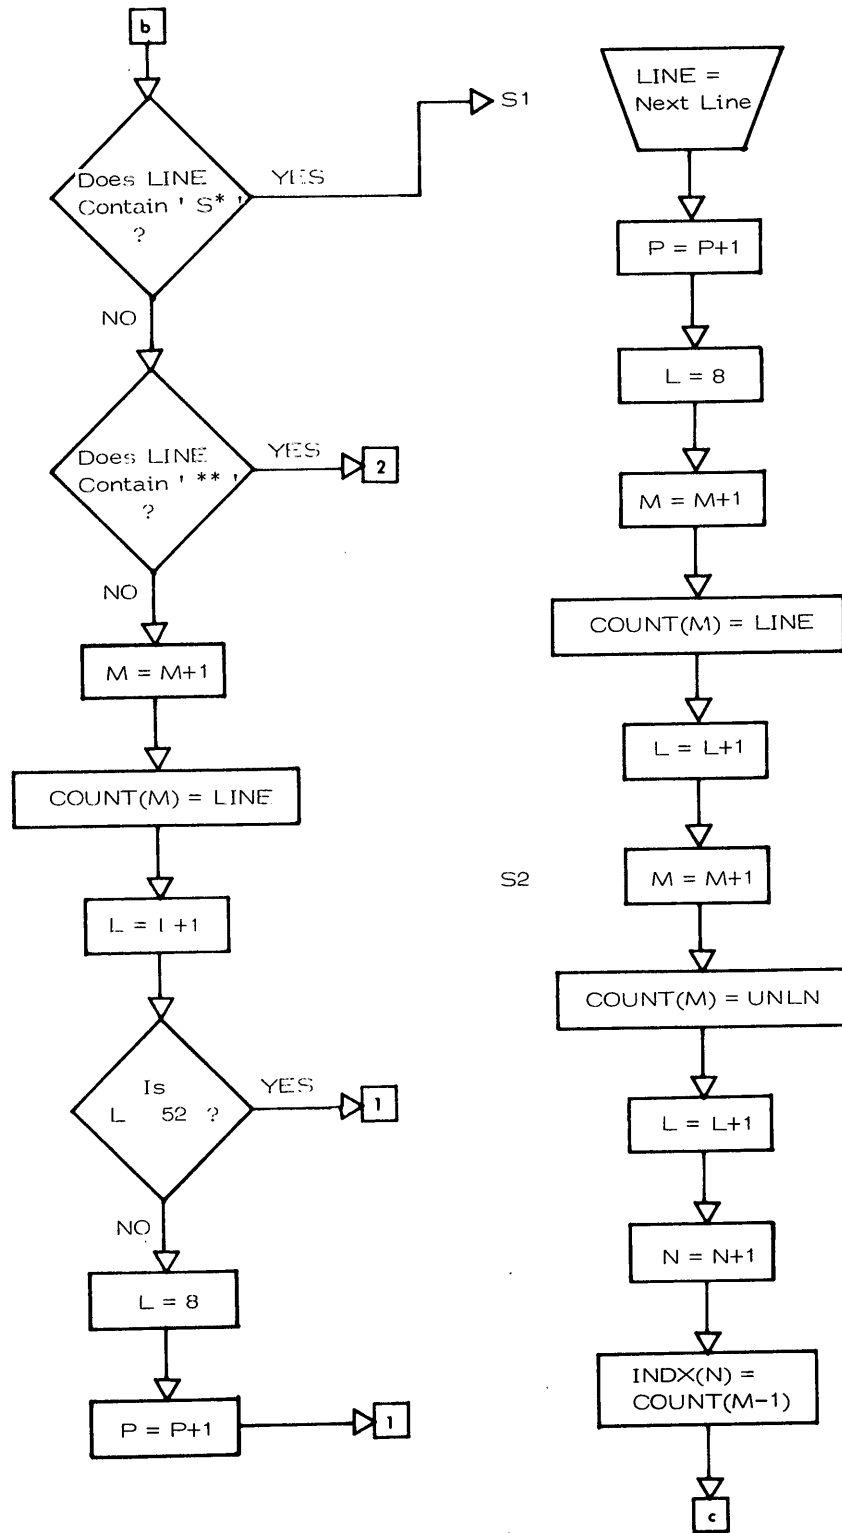 b
Does LINE
Contain ' S* '
?
YES
S1
NO
Does LINE
Contain ' ** '
?
YES
2
NO
M = M+1
COUNT(M) = LINE
L = L+1
Is
L 52 ?
YES
1
NO
L = 8
P = P+1
1
LINE =
Next Line
P = P+1
L = 8
M = M+1
COUNT(M) = LINE
L = L+1
S2
M = M+1
COUNT(M) = UNLN
L = L+1
N = N+1
INDX(N) =
COUNT(M-1)
c